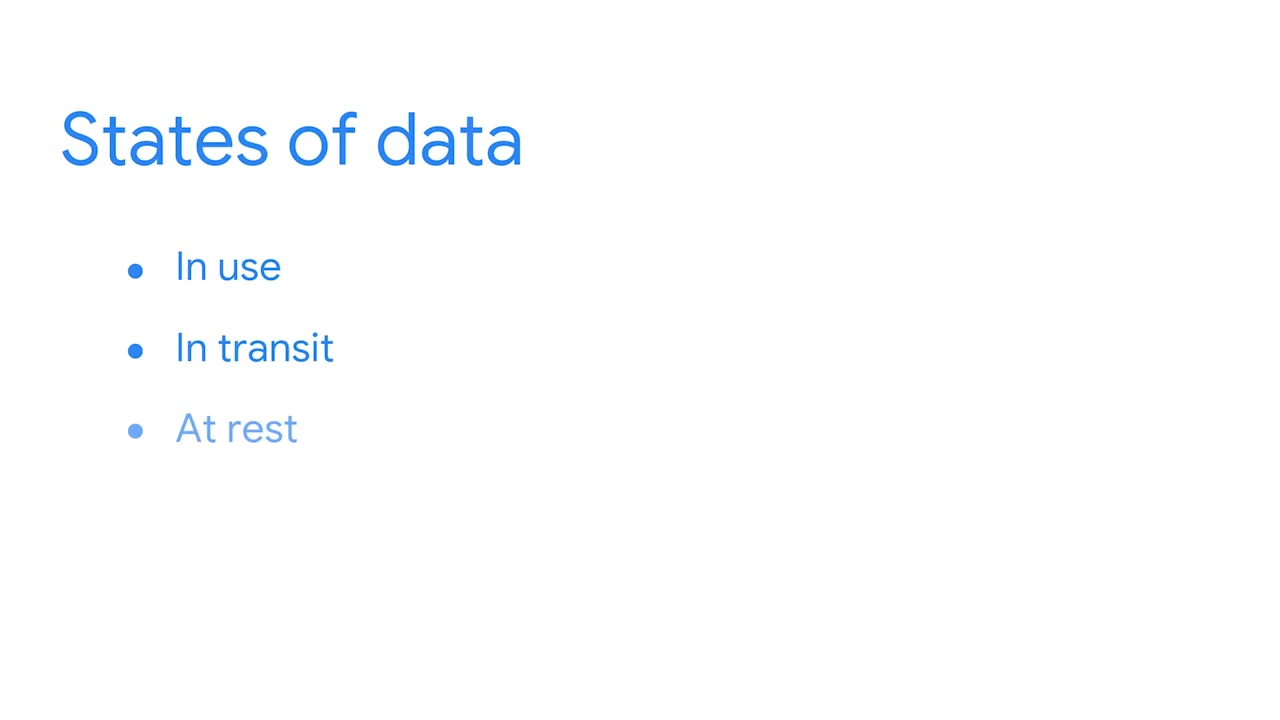 States of data
● In use
● In transit
● At rest